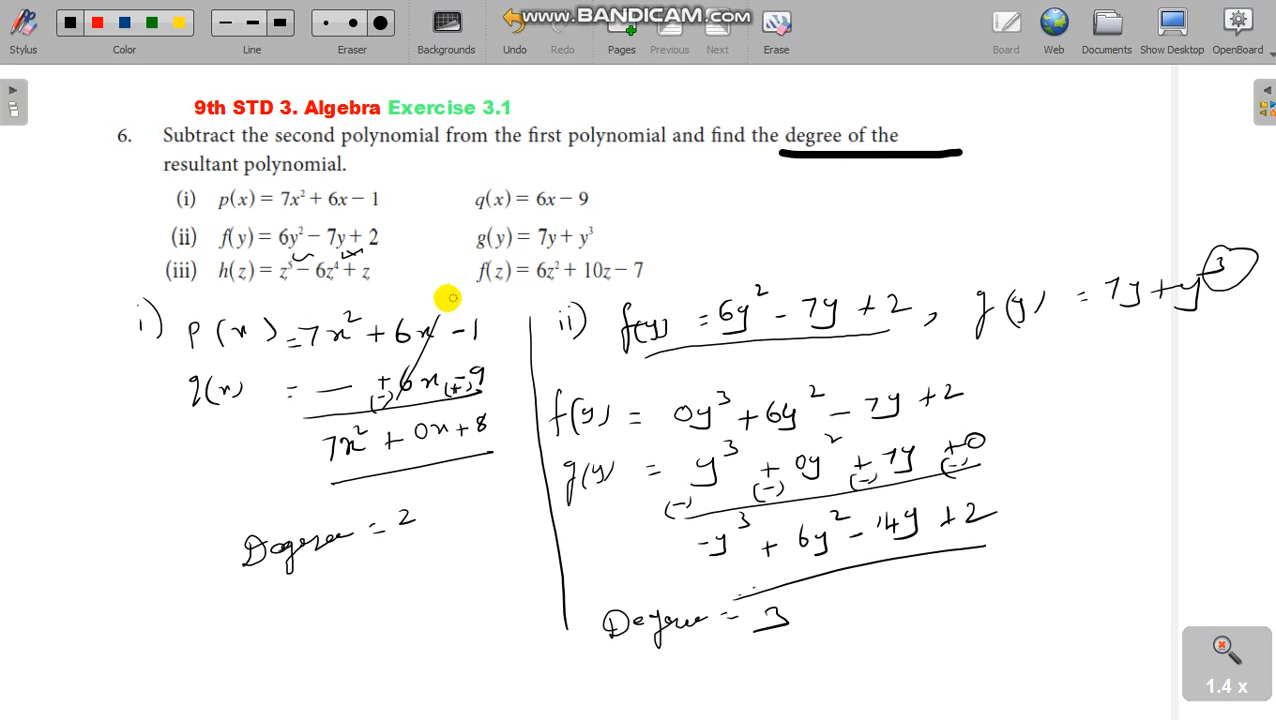 www.BANDICAM.com
Stylus Color Line Eraser Backgrounds Undo Redo Pages Previous Next Erase Board Web Documents Show Desktop OpenBoard
9th STD 3. Algebra Exercise 3.1
6. Subtract the second polynomial from the first polynomial and find the degree of the
resultant polynomial.
(i) p(x) = 7x² + 6x − 1 q(x) = 6x − 9
(ii) f(y) = 6y² − 7y + 2 g(y) = 7y + y³
(iii) h(z) = z⁵ − 6z⁴ + z f(z) = 6z² + 10z − 7
i) P(x) = 7x² + 6x − 1
q(x) = — + 6x − 9
(−) (+)
7x² + 0x + 8
Degree = 2
ii) f(y) = 6y² − 7y + 2, g(y) = 7y + y³
f(y) = 0y³ + 6y² − 7y + 2
g(y) = y³ + 0y² + 7y + 0
(−) (−) (−) (−)
−y³ + 6y² − 14y + 2
Degree = 3
1.4 x